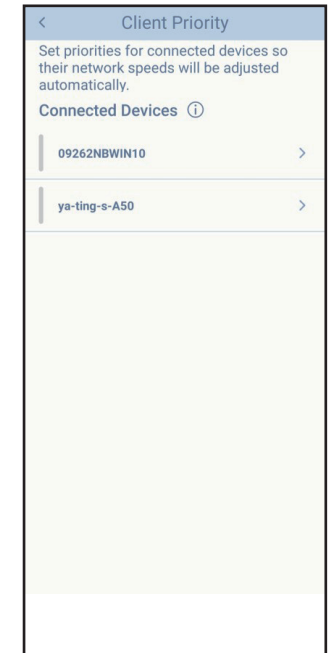 Client Priority
Set priorities for connected devices so
their network speeds will be adjusted
automatically.
Connected Devices
09262NBWIN10
ya-ting-s-A50